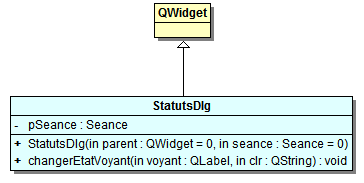 QWidget
StatutsDlg
- pSeance : Seance
+ StatutsDlg(in parent : QWidget = 0, in seance : Seance = 0)
+ changerEtatVoyant(in voyant : QLabel, in clr : QString) : void